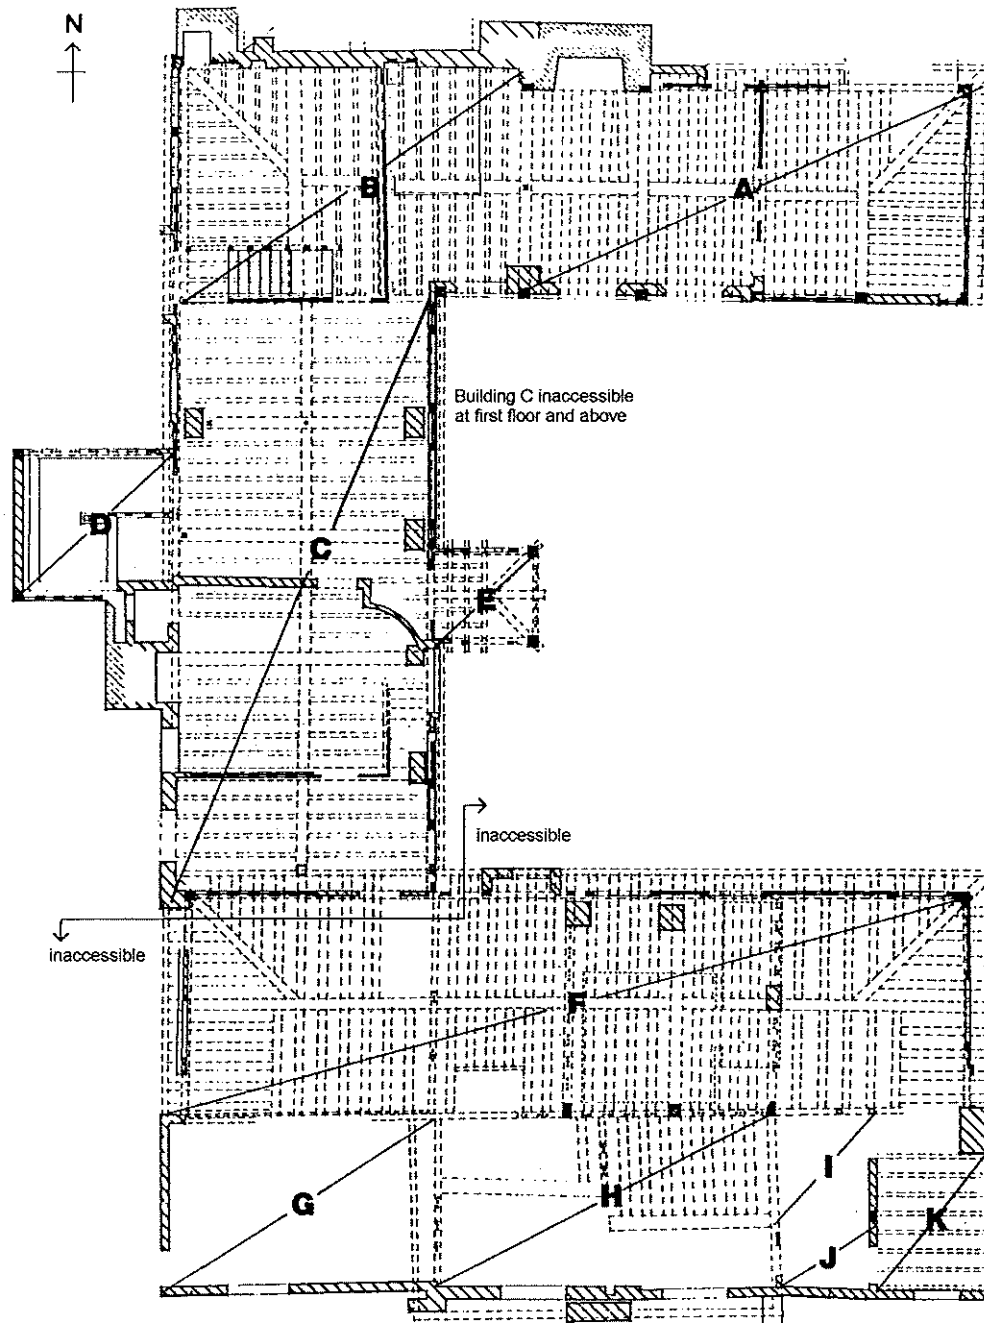 N
B
A
Building C inaccessible
at first floor and above
D
C
E
inaccessible
inaccessible
F
G
H
I
J
K